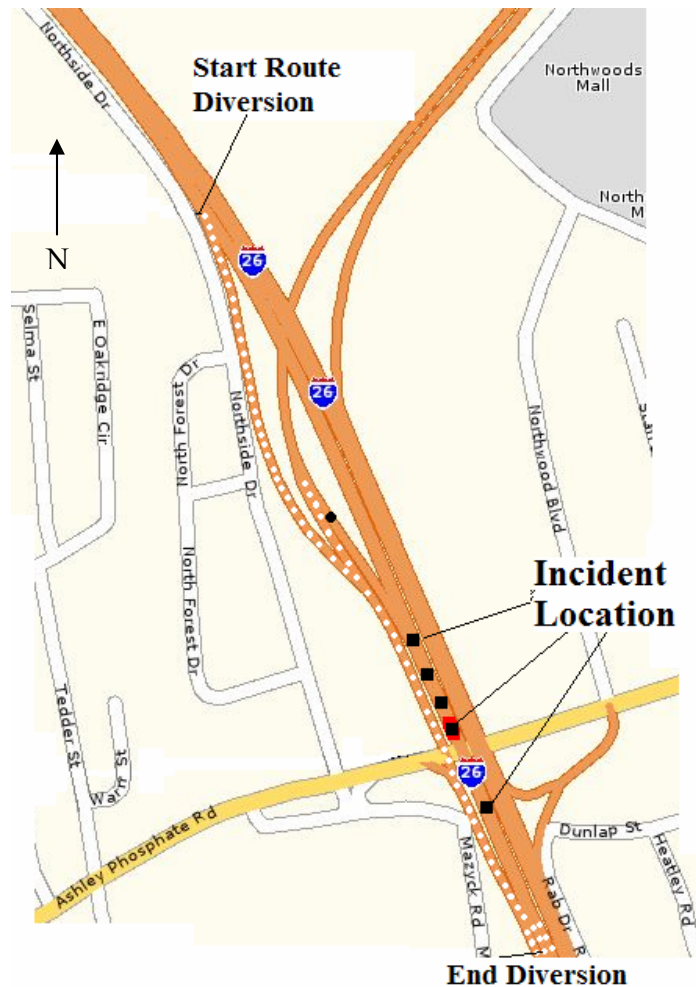 Northside Dr
Start Route
Diversion
Northwoods
Mall
North
M
N
26
Selma St
E Oakridge Cir
26
North Forest Dr
Northside Dr
Northwood Blvd
North Forest Dr
Incident
Location
Tedder St
26
Ashley Phosphate Rd
Mazyck Rd
M
Dunlap St
Heatley Rd
Rab Dr
R
End Diversion